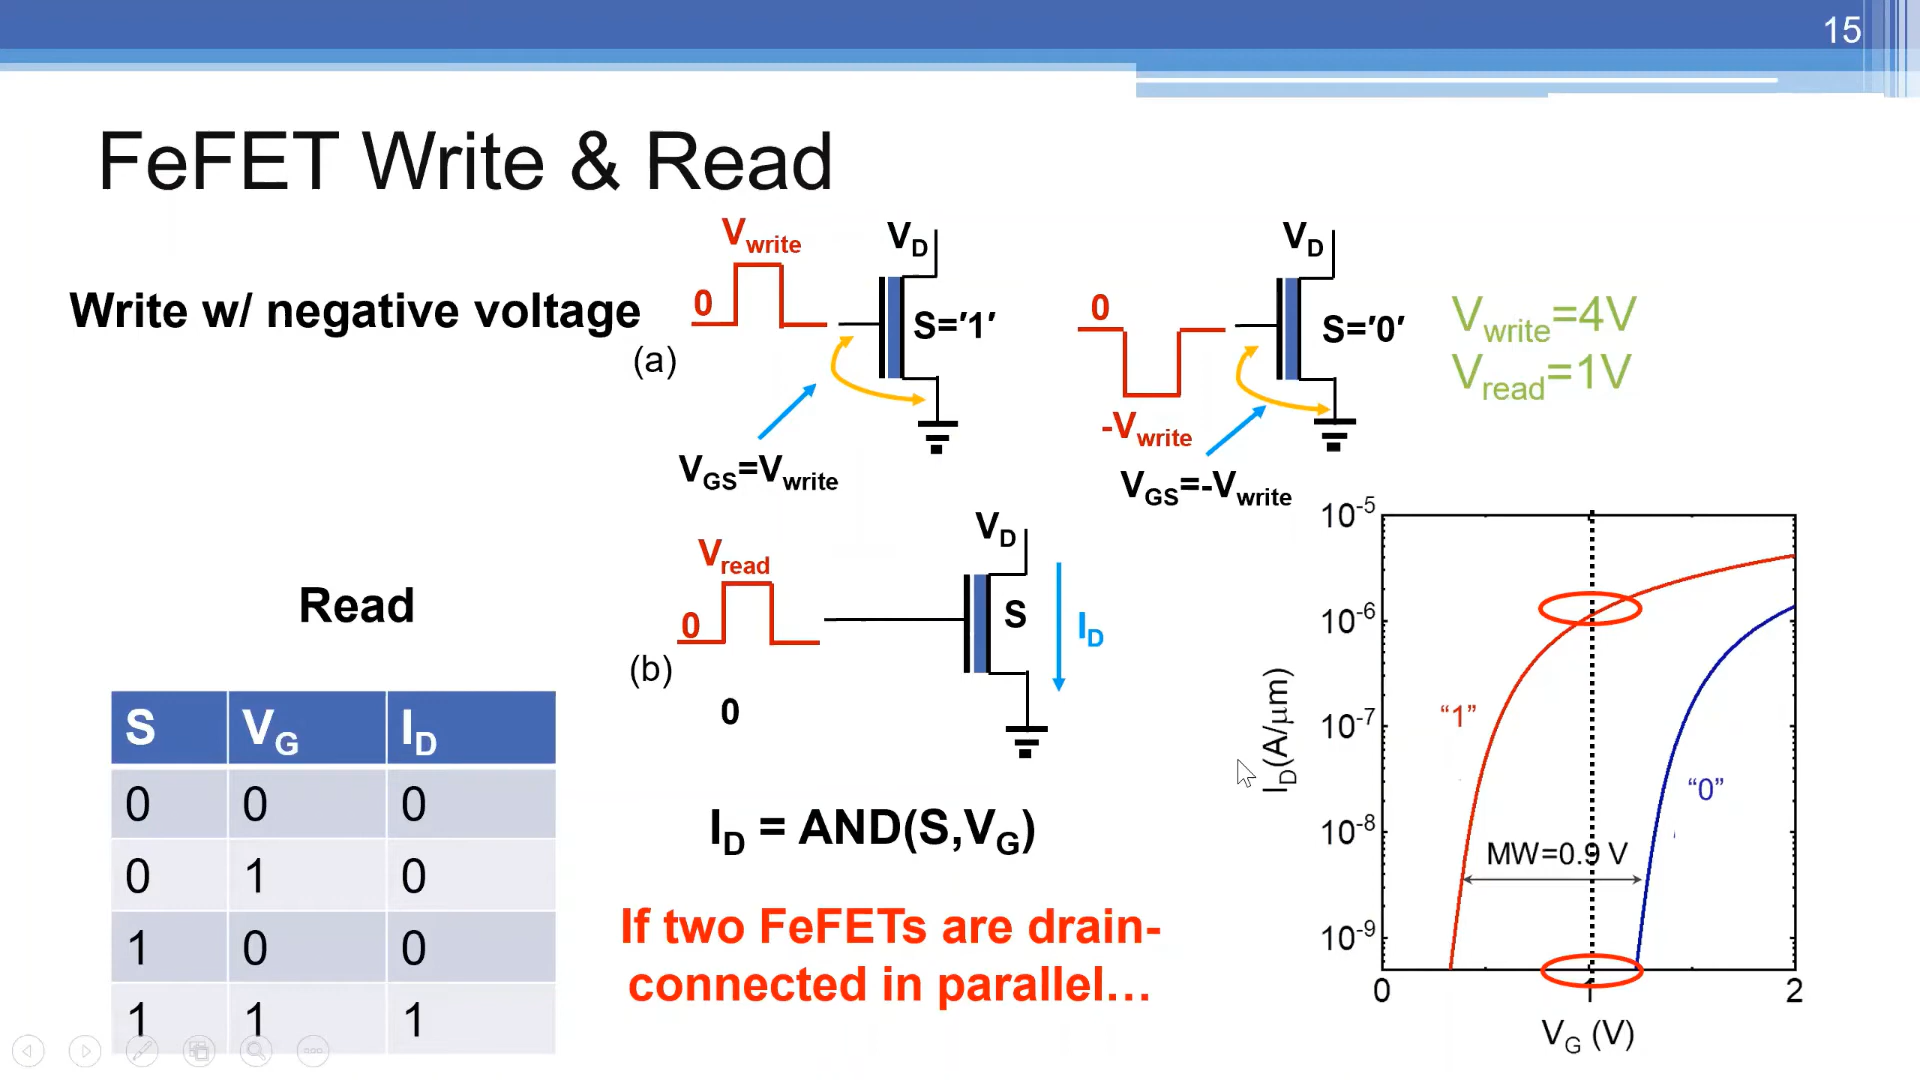 15
FeFET Write & Read
Write w/ negative voltage
(a)
Vwrite
0
VD
S='1'
VGS=Vwrite
0
-Vwrite
VD
S='0'
VGS=-Vwrite
Vwrite=4V
Vread=1V
Read
(b)
Vread
0
0
VD
S
ID
S VG ID
0 0 0
0 1 0
1 0 0
1 1 1
ID = AND(S,VG)
If two FeFETs are drain-
connected in parallel…
10-5
10-6
10-7
10-8
10-9
ID(A/μm)
“1”
“0”
MW=0.9 V
0 1 2
VG (V)